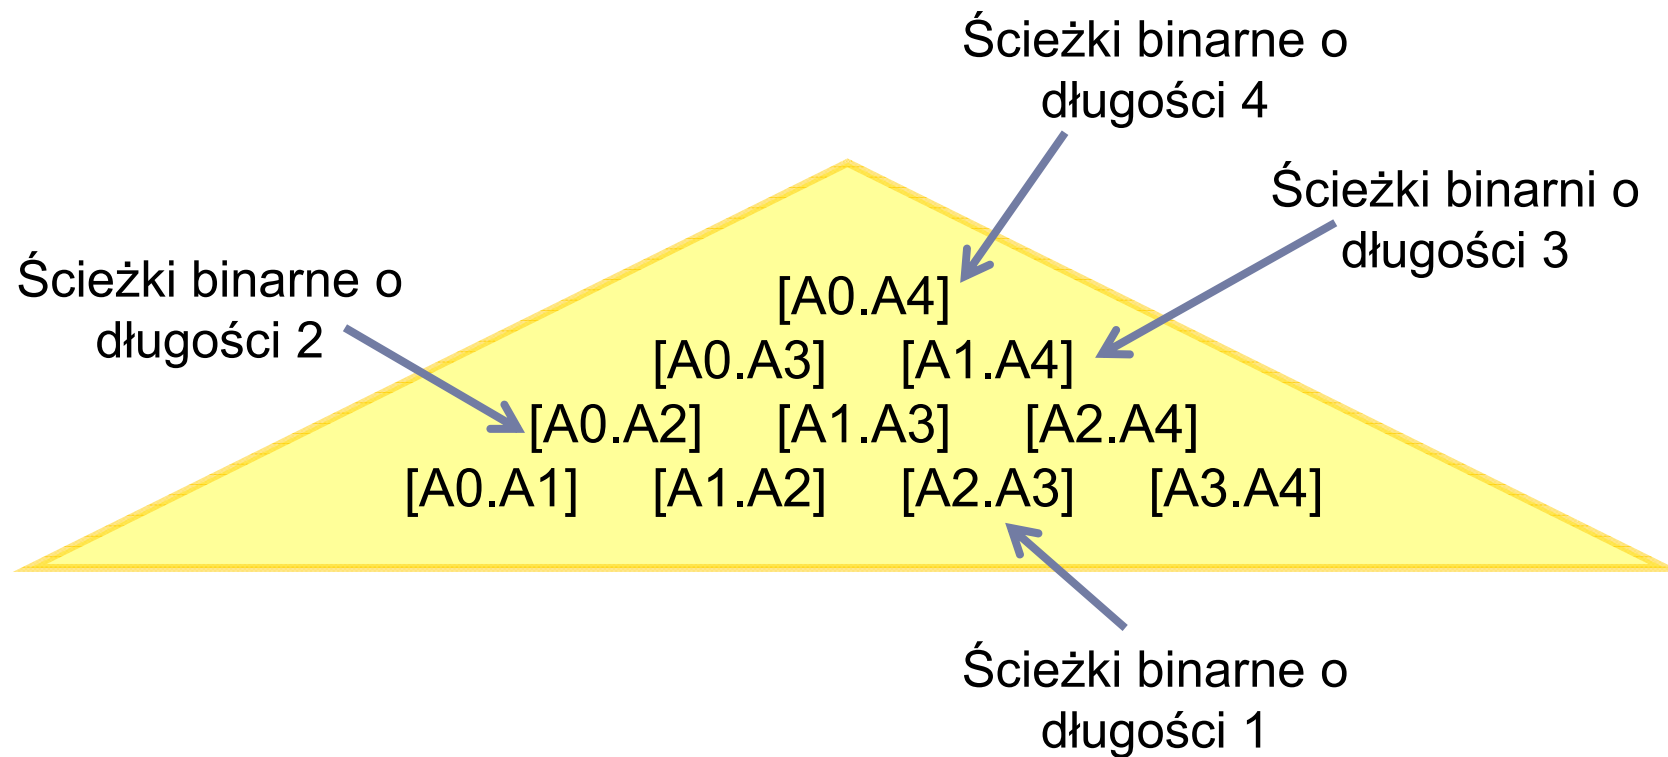 Ścieżki binarne o
długości 4
Ścieżki binarni o
długości 3
Ścieżki binarne o
długości 2
[A0.A4]
[A0.A3] [A1.A4]
[A0.A2] [A1.A3] [A2.A4]
[A0.A1] [A1.A2] [A2.A3] [A3.A4]
Ścieżki binarne o
długości 1